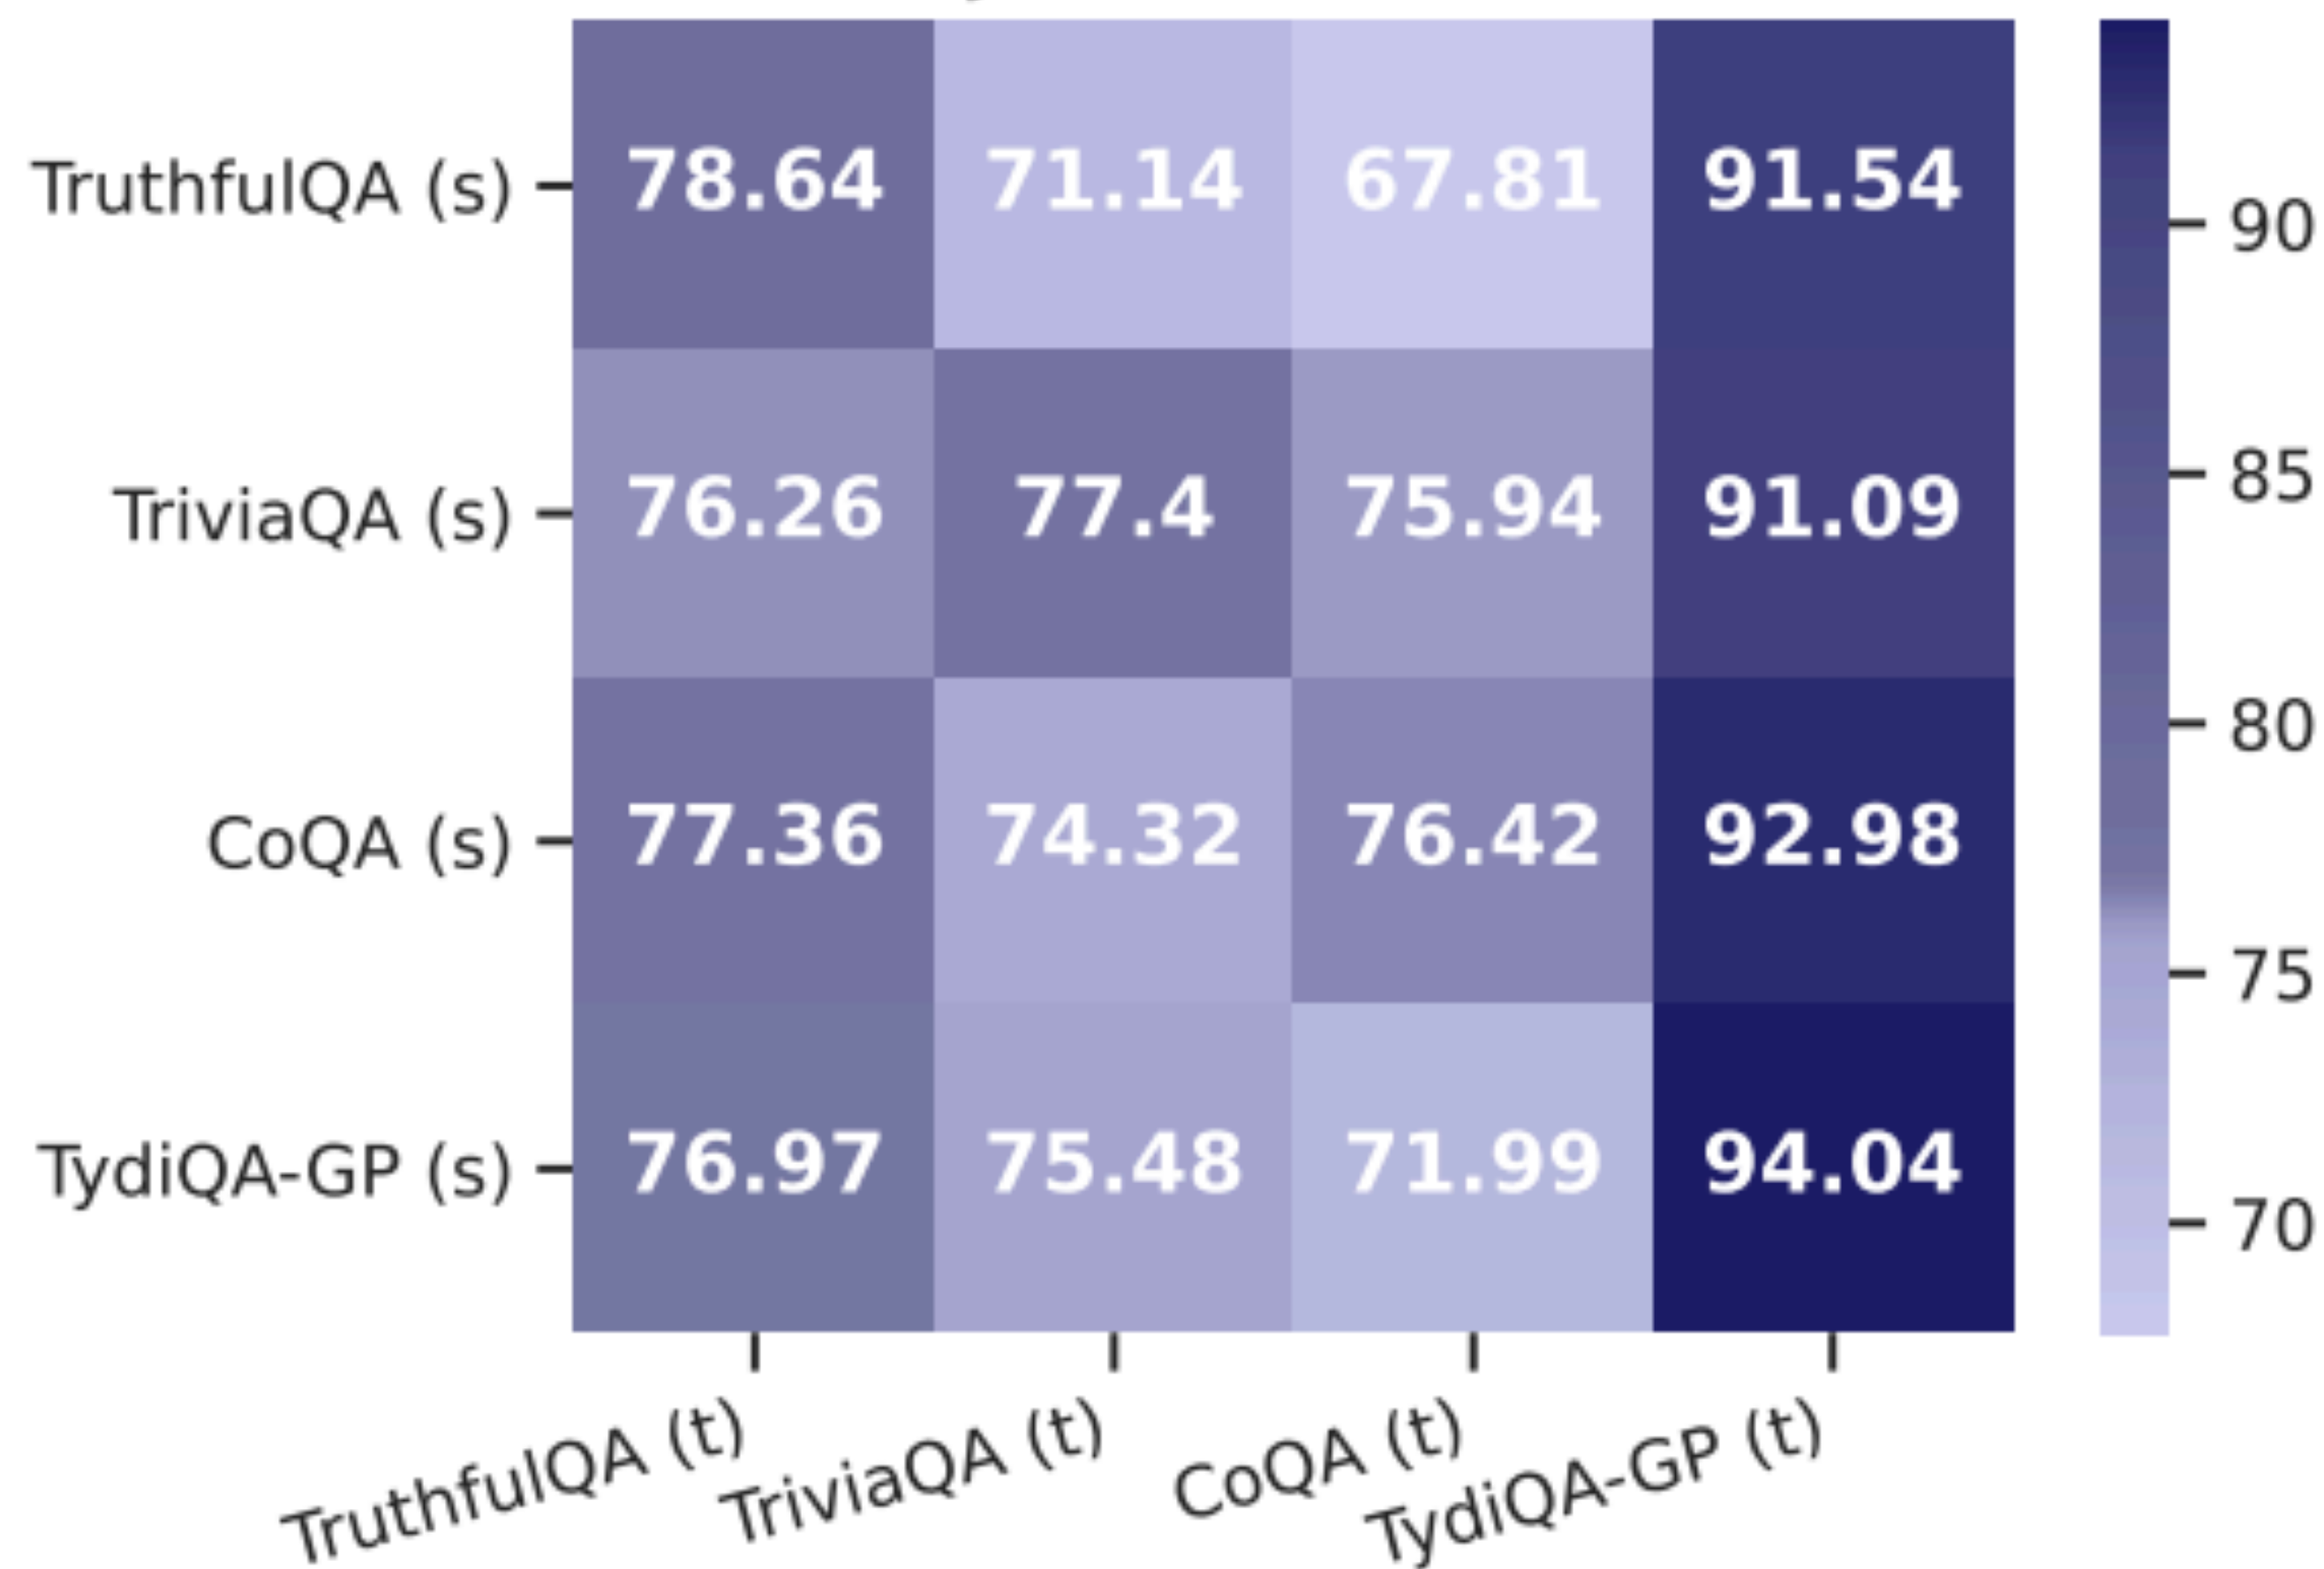 TruthfulQA (s) 78.64 71.14 67.81 91.54
TriviaQA (s) 76.26 77.4 75.94 91.09
CoQA (s) 77.36 74.32 76.42 92.98
TydiQA-GP (s) 76.97 75.48 71.99 94.04
TruthfulQA (t) TriviaQA (t) CoQA (t) TydiQA-GP (t)
90
85
80
75
70